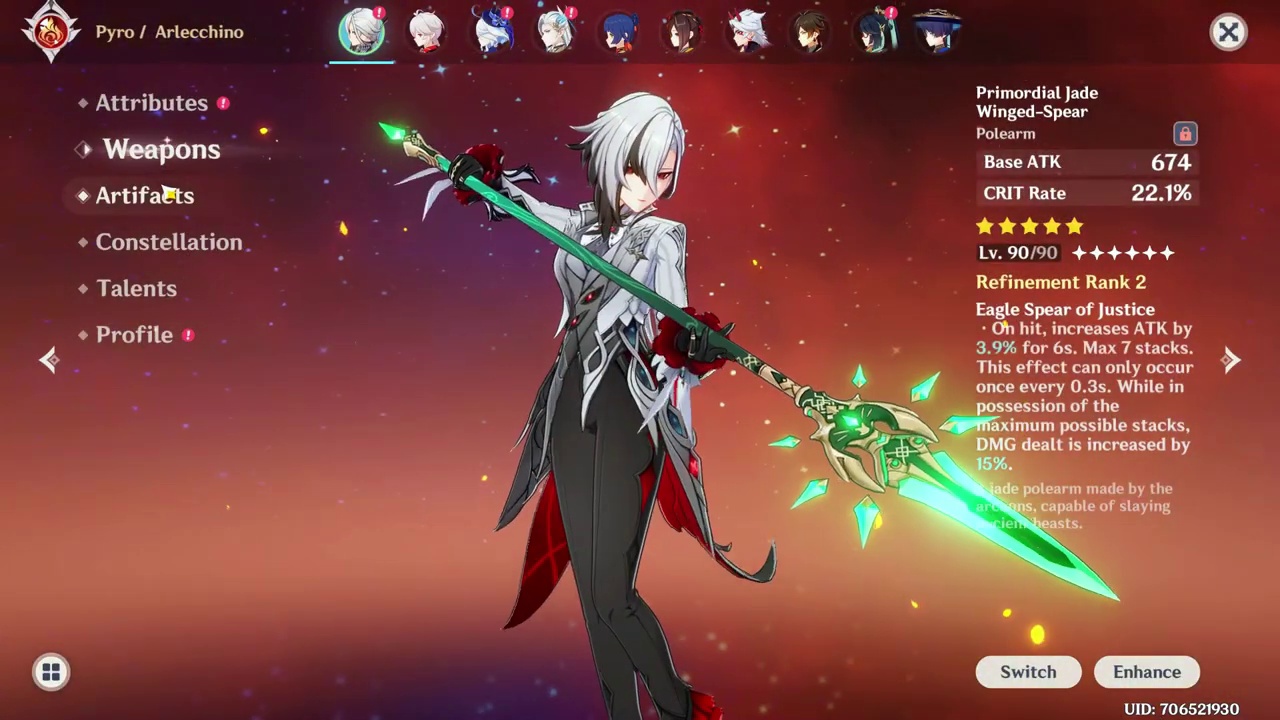 Pyro / Arlecchino
Attributes
Weapons
Artifacts
Constellation
Talents
Profile
Primordial Jade
Winged-Spear
Polearm
Base ATK 674
CRIT Rate 22.1%
Lv. 90/90
Refinement Rank 2
Eagle Spear of Justice
· On hit, increases ATK by
3.9% for 6s. Max 7 stacks.
This effect can only occur
once every 0.3s. While in
possession of the
maximum possible stacks,
DMG dealt is increased by
15%.
jade polearm made by the
archons, capable of slaying
ancient beasts.
Switch
Enhance
UID: 706521930